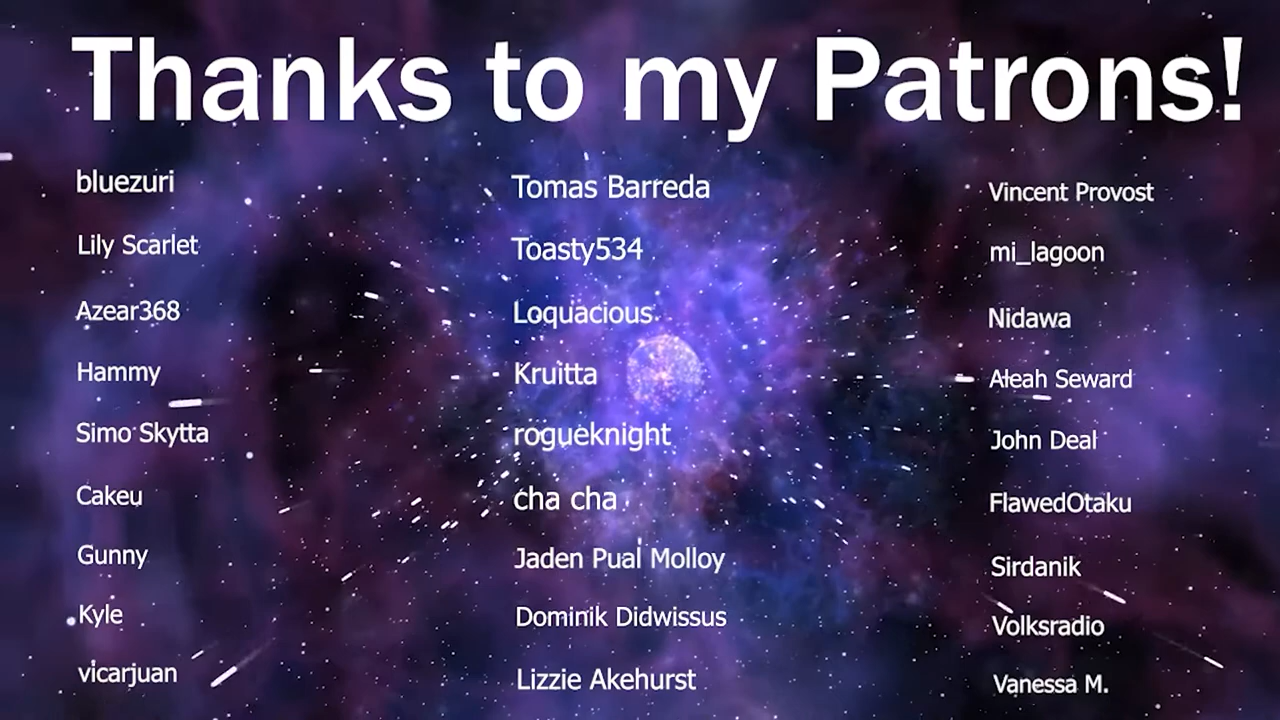 Thanks to my Patrons!
bluezuri
Lily Scarlet
Azear368
Hammy
Simo Skytta
Cakeu
Gunny
Kyle
vicarjuan
Tomas Barreda
Toasty534
Loquacious
Kruitta
rogueknight
cha cha
Jaden Pual Molloy
Dominik Didwissus
Lizzie Akehurst
Vincent Provost
mi_lagoon
Nidawa
Aleah Seward
John Deal
FlawedOtaku
Sirdanik
Volksradio
Vanessa M.